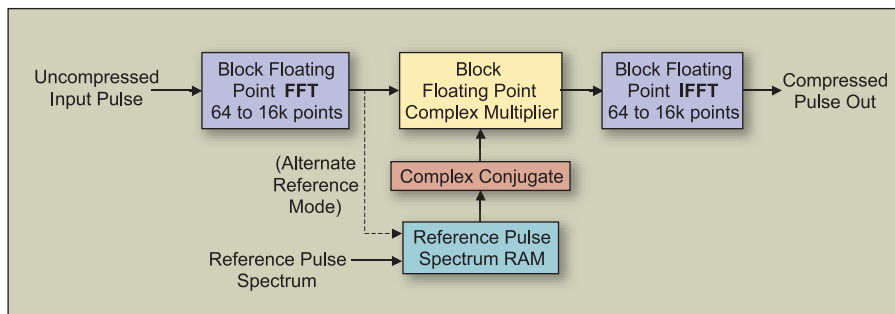 Uncompressed
Input Pulse
Block Floating
Point FFT
64 to 16k points
Block
Floating Point
Complex Multiplier
Block Floating
Point IFFT
64 to 16k points
Compressed
Pulse Out
(Alternate
Reference
Mode)
Complex Conjugate
Reference Pulse
Spectrum RAM
Reference Pulse
Spectrum